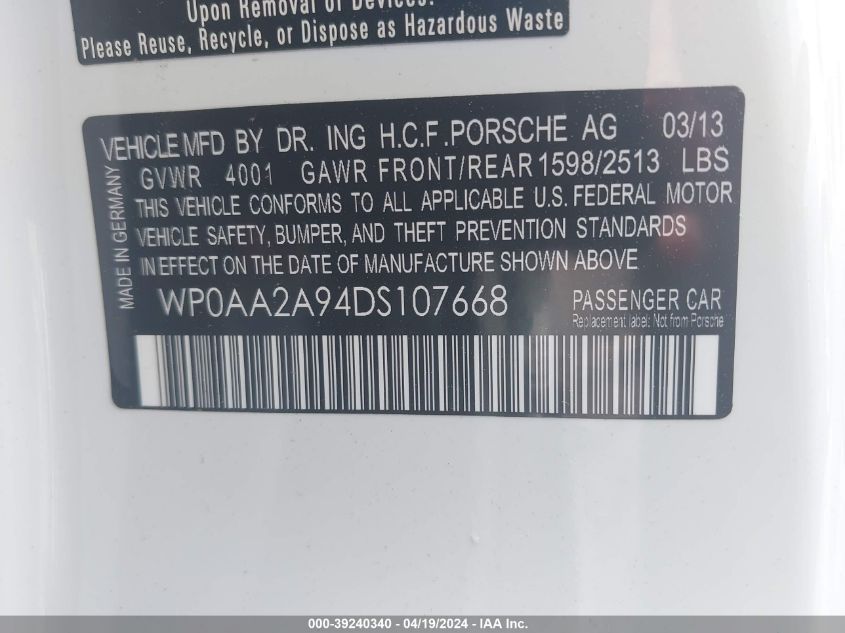 Upon Removal of Devices.
Please Reuse, Recycle, or Dispose as Hazardous Waste
VEHICLE MFD BY DR. ING H.C.F. PORSCHE AG 03/13
GVWR 4001 GAWR FRONT/REAR 1598/2513 LBS
THIS VEHICLE CONFORMS TO ALL APPLICABLE U.S. FEDERAL MOTOR
VEHICLE SAFETY, BUMPER, AND THEFT PREVENTION STANDARDS
IN EFFECT ON THE DATE OF MANUFACTURE SHOWN ABOVE
MADE IN GERMANY
WP0AA2A94DS107668 PASSENGER CAR
Replacement label: Not from Porsche
000-39240340 - 04/19/2024 - IAA Inc.